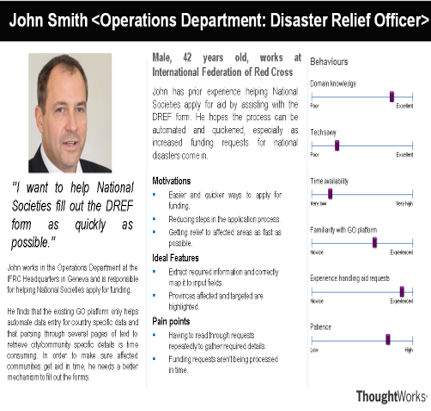 John Smith <Operations Department: Disaster Relief Officer>
"I want to help National
Societies fill out the DREF
form as quickly as
possible."
John works in the Operations Department at the
IFRC Headquarters in Geneva and is responsible
for helping National Societies apply for funding.
He finds that the existing GO platform only helps
automate data entry for country specific data and
that parsing through several pages of text to
retrieve city/community specific details is time
consuming. In order to make sure affected
communities get aid in time, he needs a better
mechanism to fill out the forms.
Male, 42 years old, works at
International Federation of Red Cross
John has prior experience helping National
Societies apply for aid by assisting with the
DREF form. He hopes the process can be
automated and quickened, especially as
increased funding requests for national
disasters come in.
Motivations
Easier and quicker ways to apply for
funding.
Reducing steps in the application process.
Getting relief to affected areas as fast as
possible.
Ideal Features
Extract required information and correctly
map it to input fields.
Provinces affected and targeted are
highlighted.
Pain points
Having to read through requests
repeatedly to gather required details.
Funding requests aren't being processed
in time.
Behaviours
Domain knowledge
Poor Excellent
Tech savvy
Poor Excellent
Time availability
Very low Very high
Familiarity with GO platform
Novice Experienced
Experience handling aid requests
Novice Experienced
Patience
Low High
ThoughtWorks